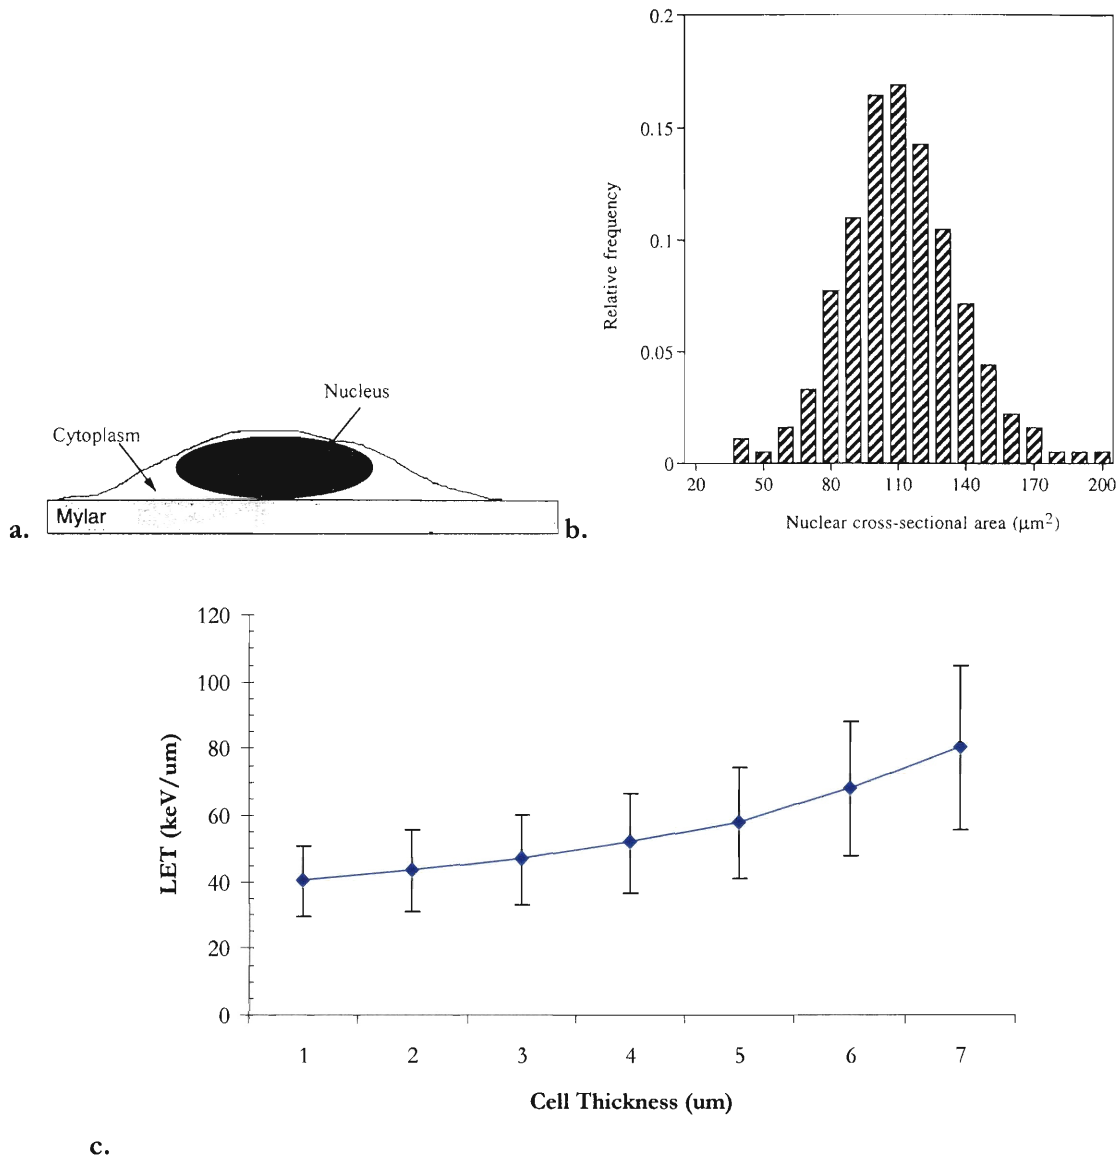 Nucleus
Cytoplasm
Mylar
a.
0.2
0.15
0.1
0.05
0
Relative frequency
20 50 80 110 140 170 200
Nuclear cross-sectional area (μm²)
b.
120
100
80
60
40
20
0
LET (keV/um)
1 2 3 4 5 6 7
Cell Thickness (um)
c.